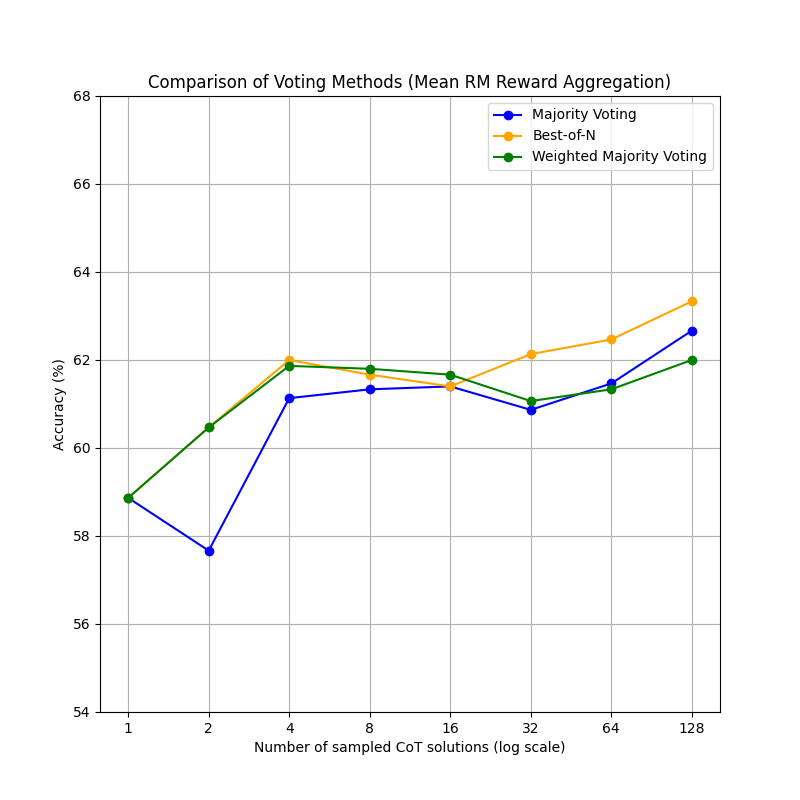 Comparison of Voting Methods (Mean RM Reward Aggregation)
Majority Voting
Best-of-N
Weighted Majority Voting
68
66
64
62
60
58
56
54
Accuracy (%)
1 2 4 8 16 32 64 128
Number of sampled CoT solutions (log scale)